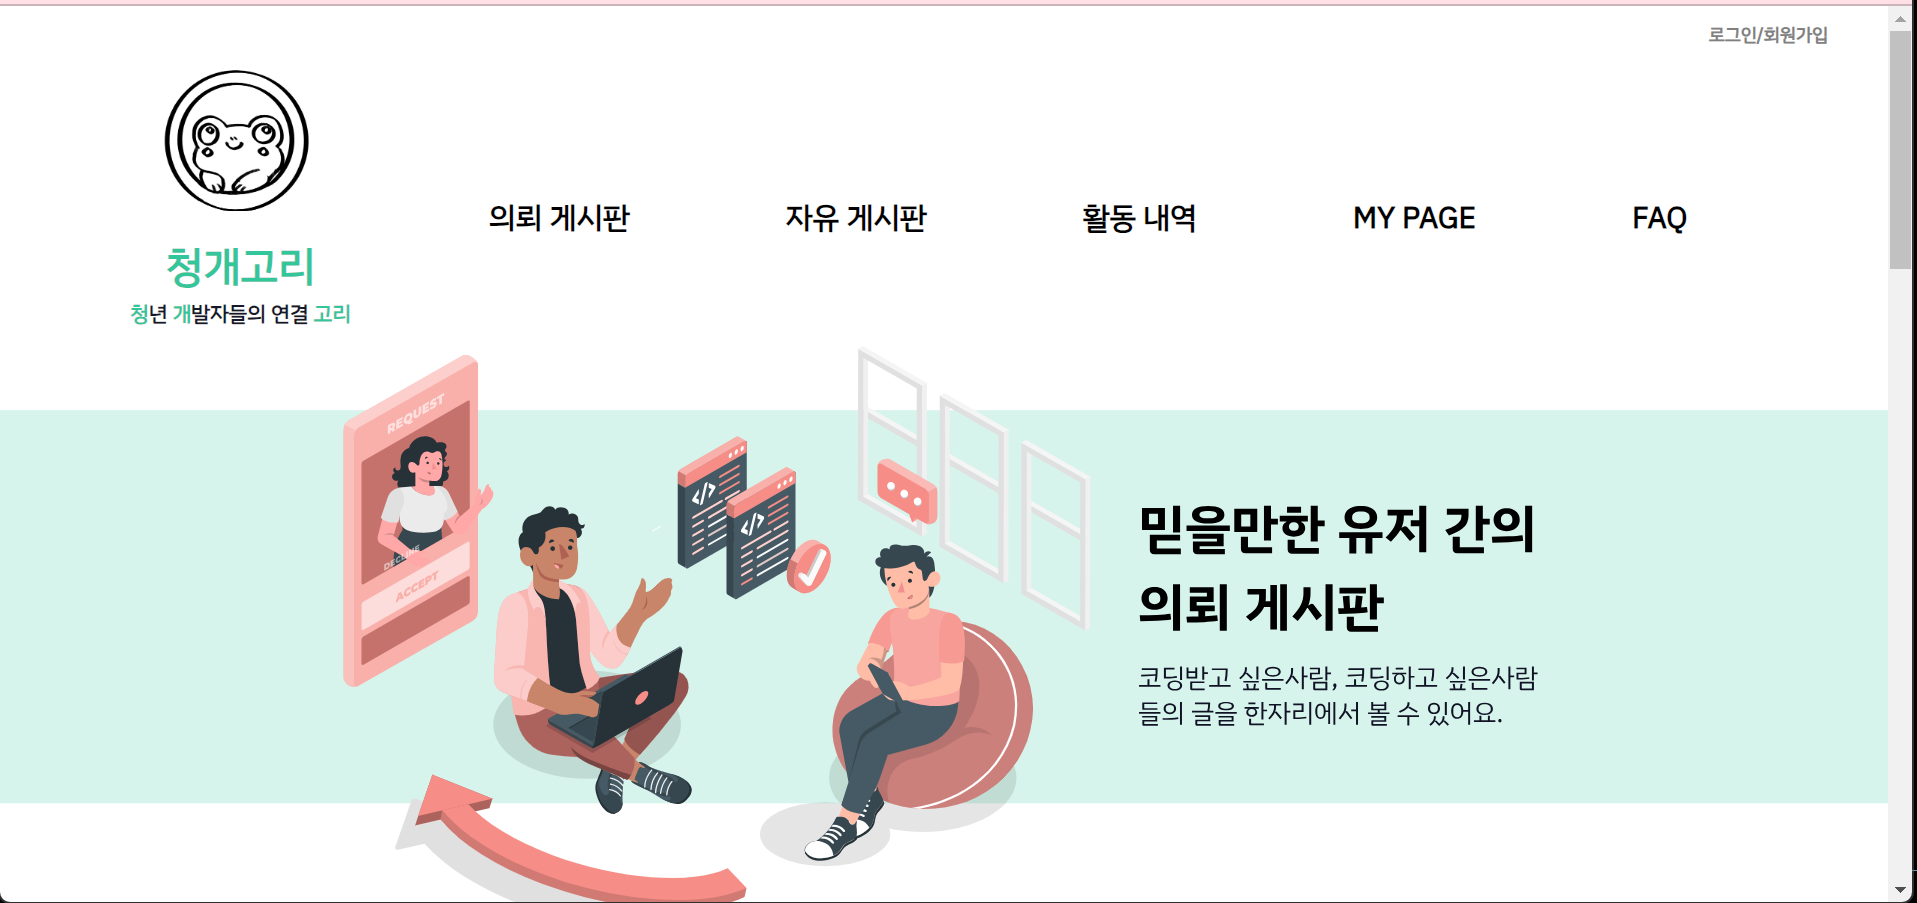 로그인/회원가입
청개고리
청년 개발자들의 연결 고리
의뢰 게시판
자유 게시판
활동 내역
MY PAGE
FAQ
REQUEST
DECLINE
ACCEPT
</>
</>
믿을만한 유저 간의
의뢰 게시판
코딩받고 싶은사람, 코딩하고 싶은사람
들의 글을 한자리에서 볼 수 있어요.